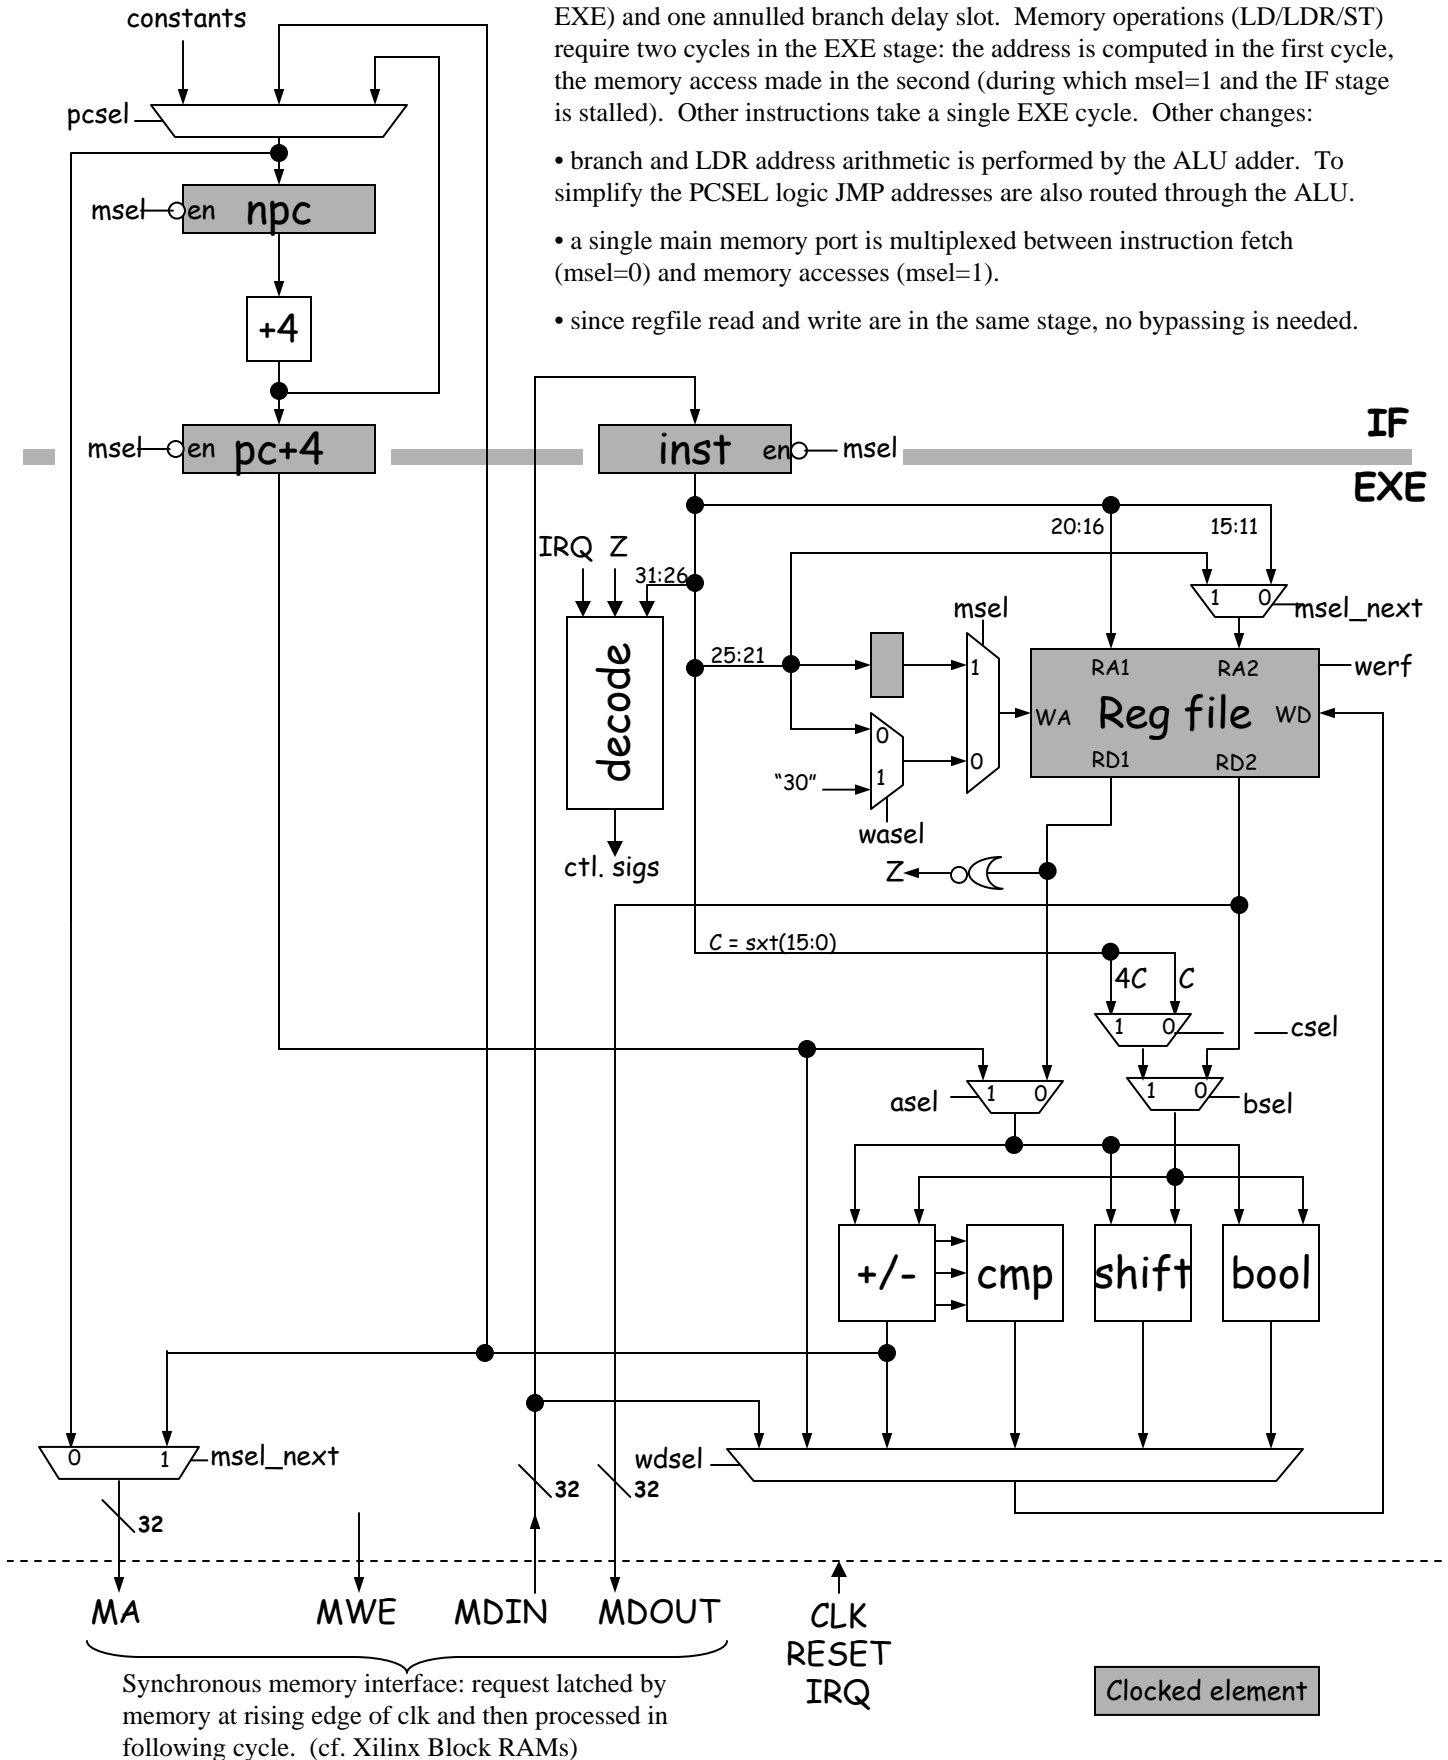 constants
EXE) and one annulled branch delay slot. Memory operations (LD/LDR/ST)
require two cycles in the EXE stage: the address is computed in the first cycle,
the memory access made in the second (during which msel=1 and the IF stage
is stalled). Other instructions take a single EXE cycle. Other changes:
• branch and LDR address arithmetic is performed by the ALU adder. To
simplify the PCSEL logic JMP addresses are also routed through the ALU.
• a single main memory port is multiplexed between instruction fetch
(msel=0) and memory accesses (msel=1).
• since regfile read and write are in the same stage, no bypassing is needed.
pcsel
msel en npc
+4
msel en pc+4
inst en msel
IF
EXE
20:16 15:11
IRQ Z
31:26
1 0 msel_next
msel
decode
25:21
1
RA1 RA2 werf
WA Reg file WD
0
0
RD1 RD2
"30" 1
wasel
ctl. sigs
Z
C = sxt(15:0)
4C C
1 0 csel
asel 1 0
1 0 bsel
+/- cmp shift bool
0 1 msel_next
wdsel
32 32
32
MA MWE MDIN MDOUT
CLK
RESET
IRQ
Synchronous memory interface: request latched by
memory at rising edge of clk and then processed in
following cycle. (cf. Xilinx Block RAMs)
Clocked element